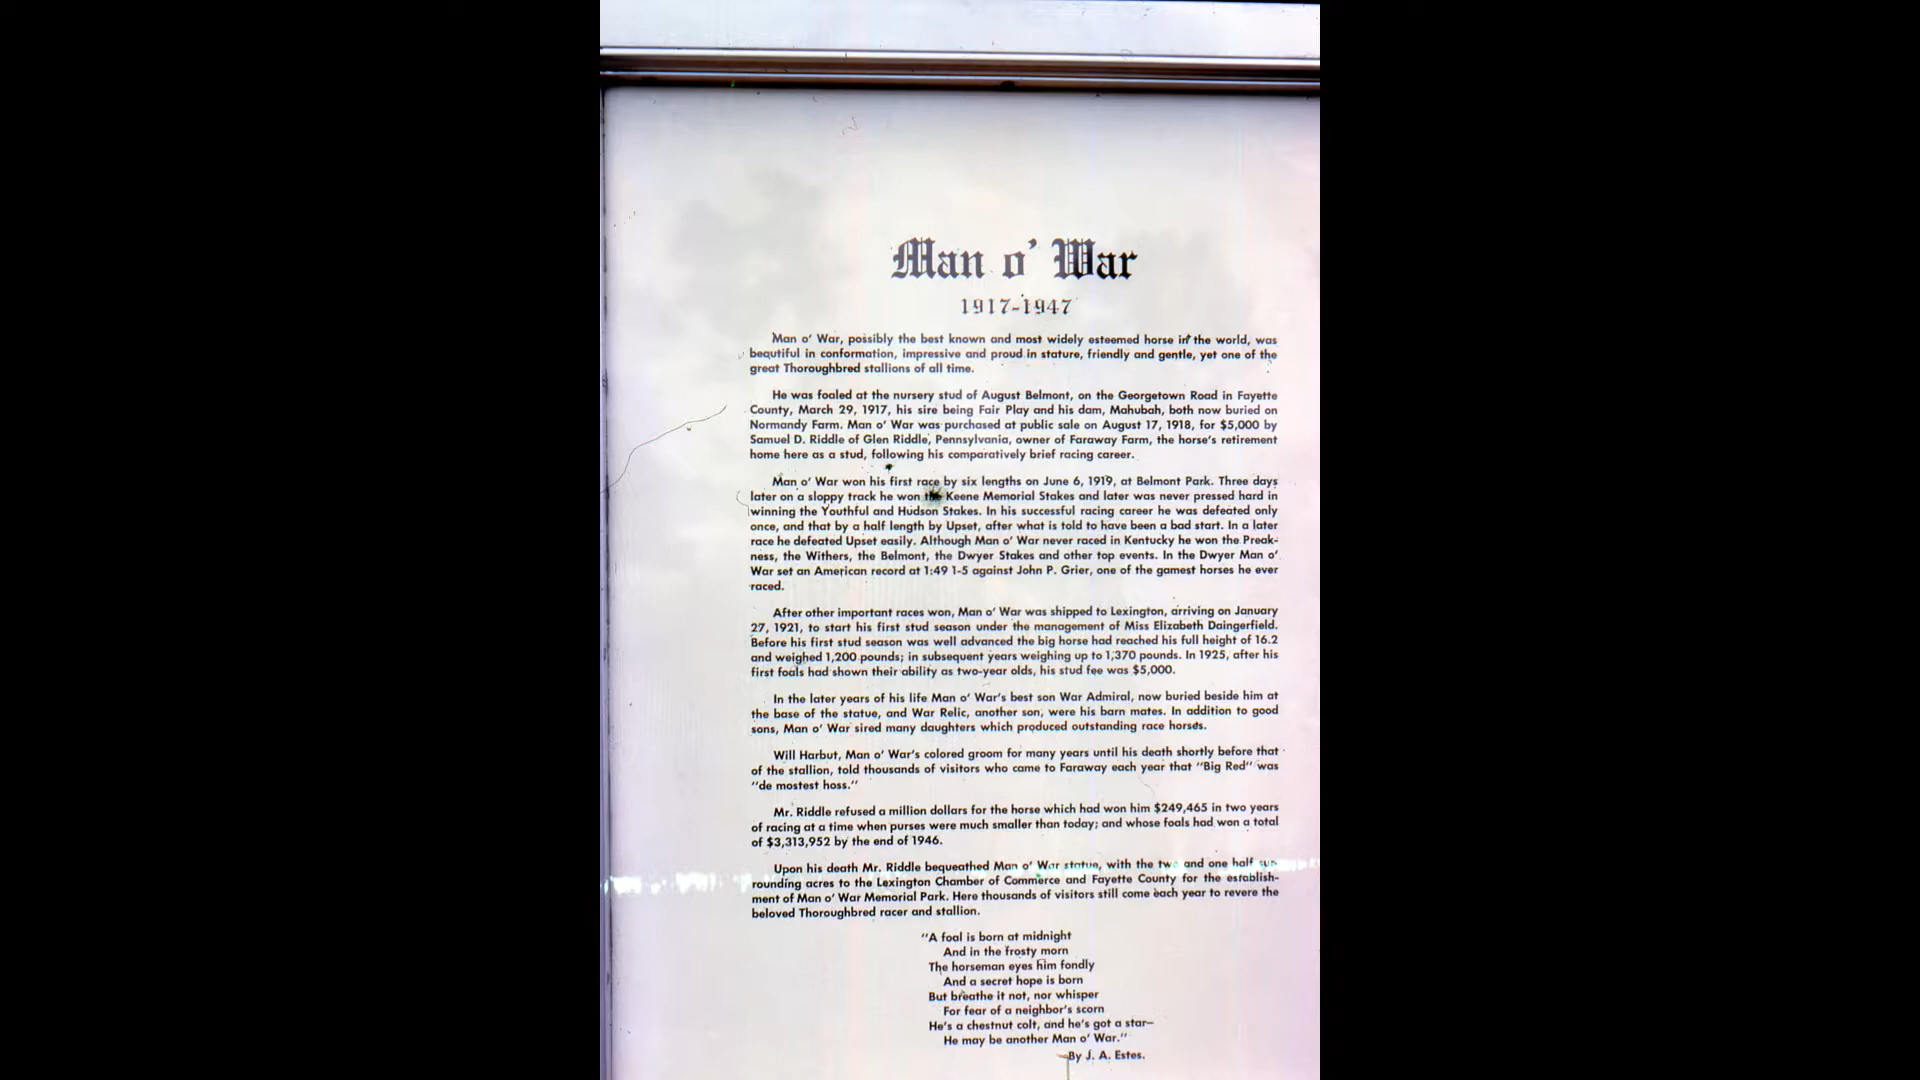 Man o' War
1917-1947
Man o' War, possibly the best known and most widely esteemed horse in the world, was
beautiful in conformation, impressive and proud in stature, friendly and gentle, yet one of the
great Thoroughbred stallions of all time.
He was foaled at the nursery stud of August Belmont, on the Georgetown Road in Fayette
County, March 29, 1917, his sire being Fair Play and his dam, Mahubah, both now buried on
Normandy Farm. Man o' War was purchased at public sale on August 17, 1918, for $5,000 by
Samuel D. Riddle of Glen Riddle, Pennsylvania, owner of Faraway Farm, the horse's retirement
home here as a stud, following his comparatively brief racing career.
Man o' War won his first race by six lengths on June 6, 1919, at Belmont Park. Three days
later on a sloppy track he won the Keene Memorial Stakes and later was never pressed hard in
winning the Youthful and Hudson Stakes. In his successful racing career he was defeated only
once, and that by a half length by Upset, after what is told to have been a bad start. In a later
race he defeated Upset easily. Although Man o' War never raced in Kentucky he won the Preak-
ness, the Withers, the Belmont, the Dwyer Stakes and other top events. In the Dwyer Man o'
War set an American record at 1:49 1-5 against John P. Grier, one of the gamest horses he ever
raced.
After other important races won, Man o' War was shipped to Lexington, arriving on January
27, 1921, to start his first stud season under the management of Miss Elizabeth Daingerfield.
Before his first stud season was well advanced the big horse had reached his full height of 16.2
and weighed 1,200 pounds; in subsequent years weighing up to 1,370 pounds. In 1925, after his
first foals had shown their ability as two-year olds, his stud fee was $5,000.
In the later years of his life Man o' War's best son War Admiral, now buried beside him at
the base of the statue, and War Relic, another son, were his barn mates. In addition to good
sons, Man o' War sired many daughters which produced outstanding race horses.
Will Harbut, Man o' War's colored groom for many years until his death shortly before that
of the stallion, told thousands of visitors who came to Faraway each year that "Big Red" was
"de mostest hoss."
Mr. Riddle refused a million dollars for the horse which had won him $249,465 in two years
of racing at a time when purses were much smaller than today; and whose foals had won a total
of $3,313,952 by the end of 1946.
Upon his death Mr. Riddle bequeathed Man o' War statue, with the two and one half sur-
rounding acres to the Lexington Chamber of Commerce and Fayette County for the establish-
ment of Man o' War Memorial Park. Here thousands of visitors still come each year to revere the
beloved Thoroughbred racer and stallion.
"A foal is born at midnight
And in the frosty morn
The horseman eyes him fondly
And a secret hope is born
But breathe it not, nor whisper
For fear of a neighbor's scorn
He's a chestnut colt, and he's got a star—
He may be another Man o' War."
—By J. A. Estes.